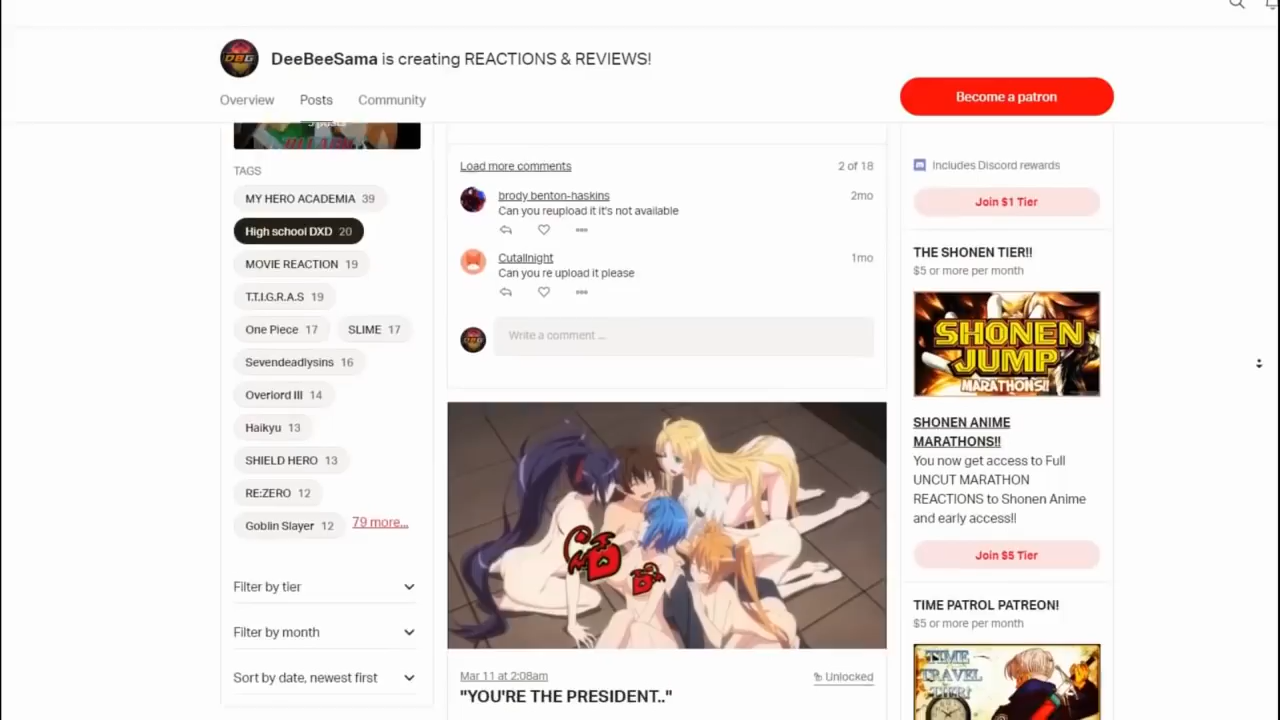 DBG
DeeBeeSama is creating REACTIONS & REVIEWS!
Overview Posts Community
Become a patron
TAGS
MY HERO ACADEMIA 39
High school DXD 20
MOVIE REACTION 19
T.T.I.G.R.A.S 19
One Piece 17
SLIME 17
Sevendeadlysins 16
Overlord III 14
Haikyu 13
SHIELD HERO 13
RE:ZERO 12
Goblin Slayer 12
79 more...
Filter by tier
Filter by month
Sort by date, newest first
Load more comments 2 of 18
brody benton-haskins 2mo
Can you reupload it it's not available
Cutallnight 1mo
Can you re upload it please
DBG
Write a comment ...
Mar 11 at 2:08am Unlocked
"YOU'RE THE PRESIDENT.."
Includes Discord rewards
Join $1 Tier
THE SHONEN TIER!!
$5 or more per month
SHONEN
JUMP
MARATHONS!!
SHONEN ANIME
MARATHONS!!
You now get access to Full
UNCUT MARATHON
REACTIONS to Shonen Anime
and early access!!
Join $5 Tier
TIME PATROL PATREON!
$5 or more per month
TIME
TRAVEL
TIER!